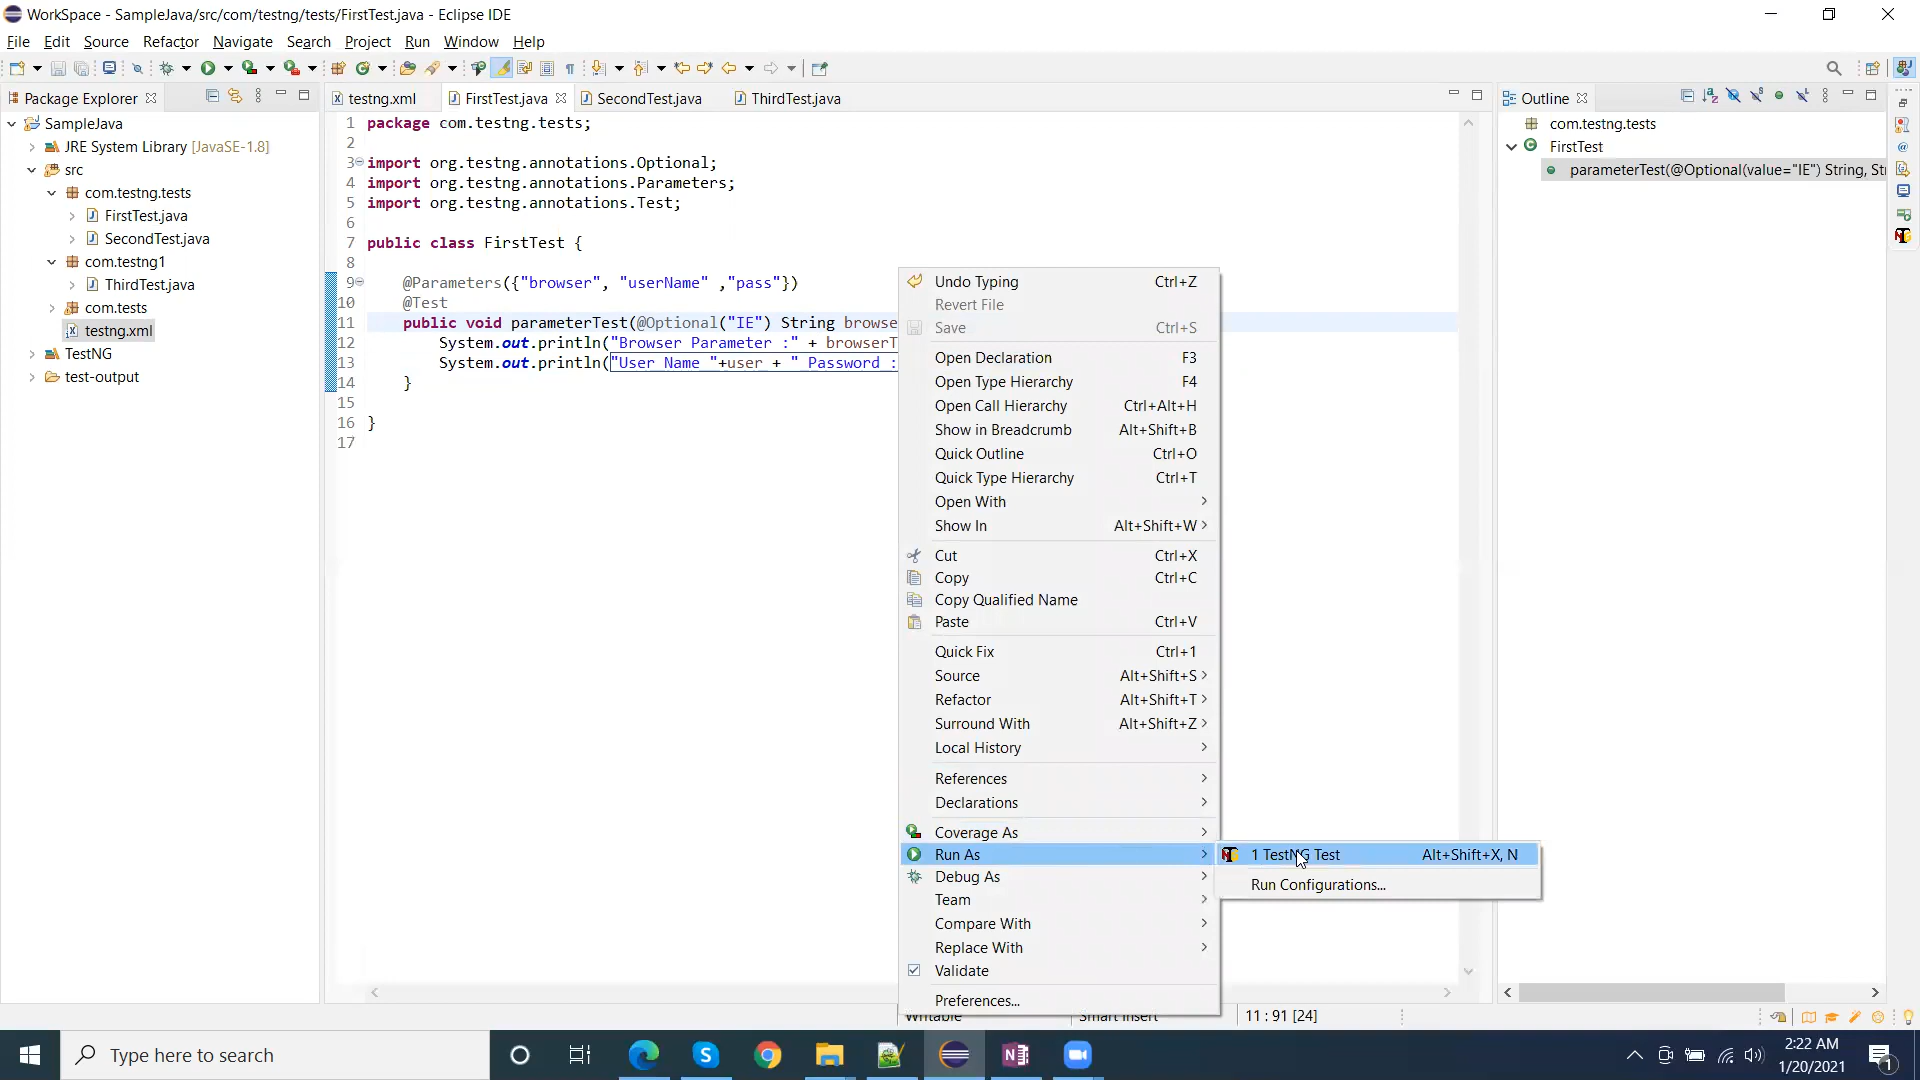 WorkSpace - SampleJava/src/com/testng/tests/FirstTest.java - Eclipse IDE
File Edit Source Refactor Navigate Search Project Run Window Help
Package Explorer
SampleJava
JRE System Library [JavaSE-1.8]
src
com.testng.tests
FirstTest.java
SecondTest.java
com.testng1
ThirdTest.java
com.tests
testng.xml
TestNG
test-output
testng.xml FirstTest.java SecondTest.java ThirdTest.java
1 package com.testng.tests;
2
3 import org.testng.annotations.Optional;
4 import org.testng.annotations.Parameters;
5 import org.testng.annotations.Test;
6
7 public class FirstTest {
8
9 @Parameters({"browser", "userName" ,"pass"})
10 @Test
11 public void parameterTest(@Optional("IE") String browse
12 System.out.println("Browser Parameter :" + browserT
13 System.out.println("User Name "+user + " Password :
14 }
15
16 }
17
Undo Typing Ctrl+Z
Revert File
Save Ctrl+S
Open Declaration F3
Open Type Hierarchy F4
Open Call Hierarchy Ctrl+Alt+H
Show in Breadcrumb Alt+Shift+B
Quick Outline Ctrl+O
Quick Type Hierarchy Ctrl+T
Open With
Show In Alt+Shift+W
Cut Ctrl+X
Copy Ctrl+C
Copy Qualified Name
Paste Ctrl+V
Quick Fix Ctrl+1
Source Alt+Shift+S
Refactor Alt+Shift+T
Surround With Alt+Shift+Z
Local History
References
Declarations
Coverage As
Run As
Debug As
Team
Compare With
Replace With
Validate
Preferences...
1 TestNG Test Alt+Shift+X, N
Run Configurations...
Outline
com.testng.tests
FirstTest
parameterTest(@Optional(value="IE") String, St
Writable Smart Insert 11 : 91 [24]
Type here to search
2:22 AM
1/20/2021
1